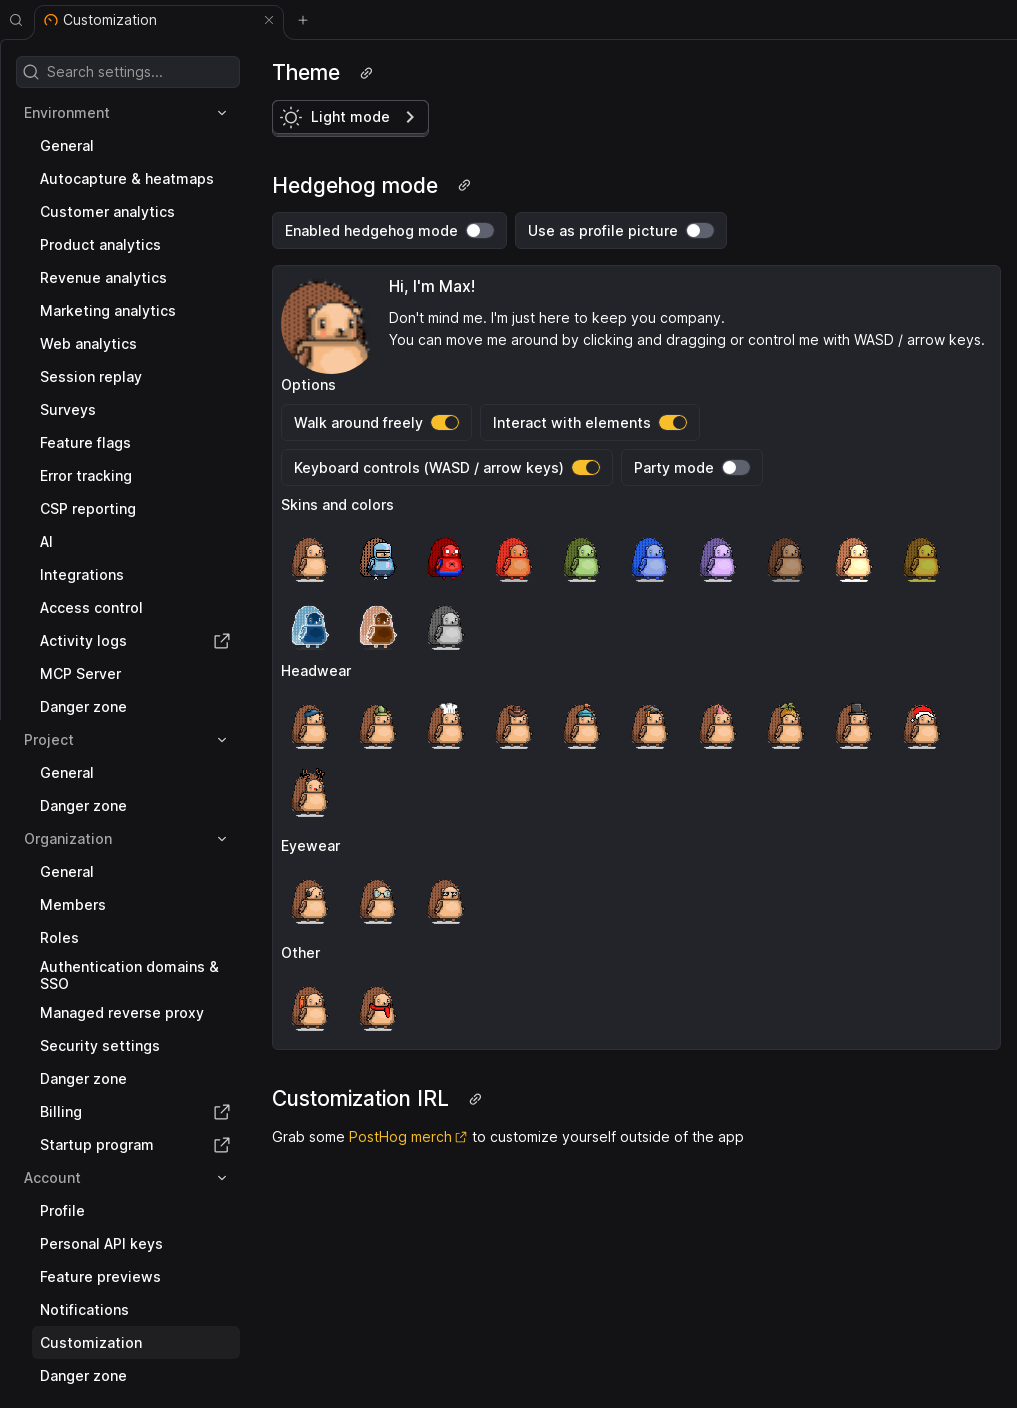 Customization
Search settings...
Environment
General
Autocapture & heatmaps
Customer analytics
Product analytics
Revenue analytics
Marketing analytics
Web analytics
Session replay
Surveys
Feature flags
Error tracking
CSP reporting
AI
Integrations
Access control
Activity logs
MCP Server
Danger zone
Project
General
Danger zone
Organization
General
Members
Roles
Authentication domains &
SSO
Managed reverse proxy
Security settings
Danger zone
Billing
Startup program
Account
Profile
Personal API keys
Feature previews
Notifications
Customization
Danger zone
Theme
Light mode
Hedgehog mode
Enabled hedgehog mode
Use as profile picture
Hi, I'm Max!
Don't mind me. I'm just here to keep you company.
You can move me around by clicking and dragging or control me with WASD / arrow keys.
Options
Walk around freely
Interact with elements
Keyboard controls (WASD / arrow keys)
Party mode
Skins and colors
Headwear
Eyewear
Other
Customization IRL
Grab some PostHog merch to customize yourself outside of the app